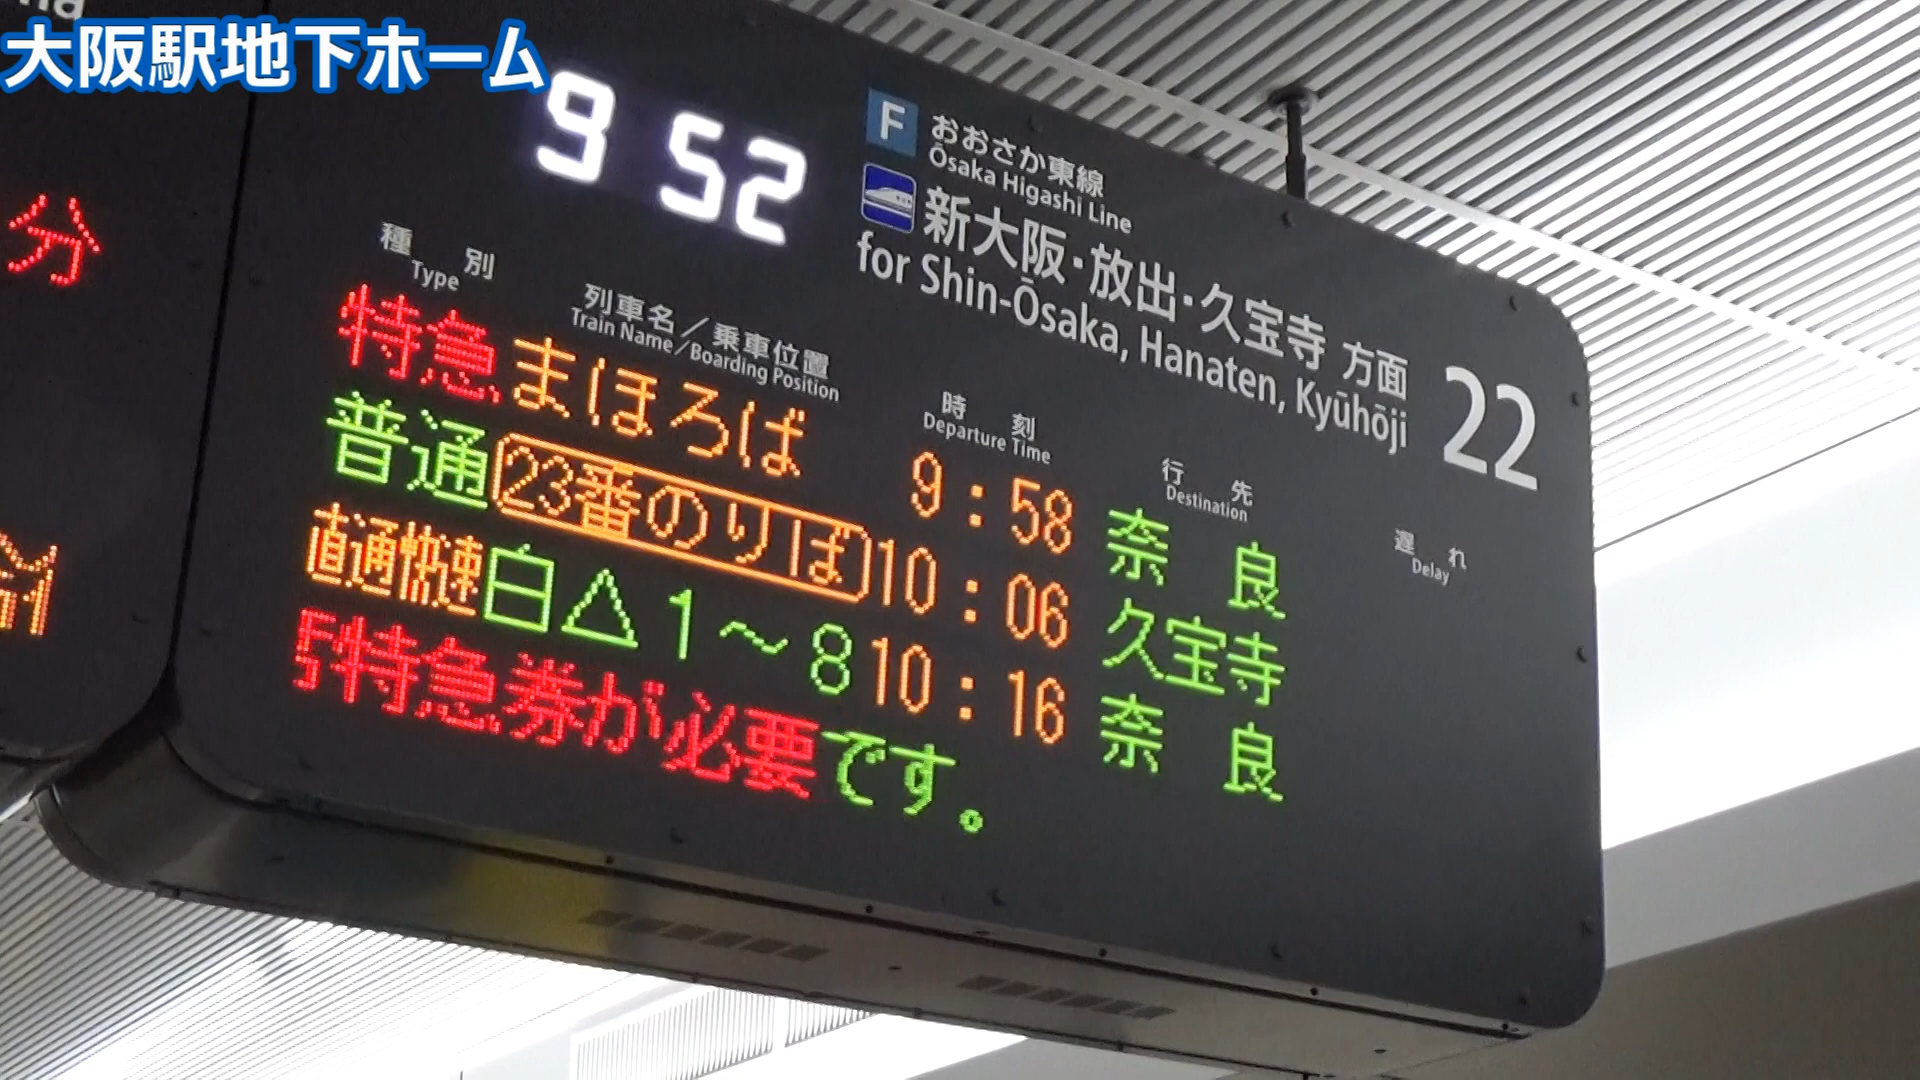 大阪駅地下ホーム
分
9 52
F おおさか東線
Ōsaka Higashi Line
新大阪・放出・久宝寺 方面
for Shin-Ōsaka, Hanaten, Kyūhōji
22
種別
Type
列車名／乗車位置
Train Name／Boarding Position
時刻
Departure Time
行先
Destination
遅れ
Delay
特急 まほろば 9：58 奈良
普通 23番のりば 10：06 久宝寺
直通快速 白△1～8 10：16 奈良
特急券が必要です。